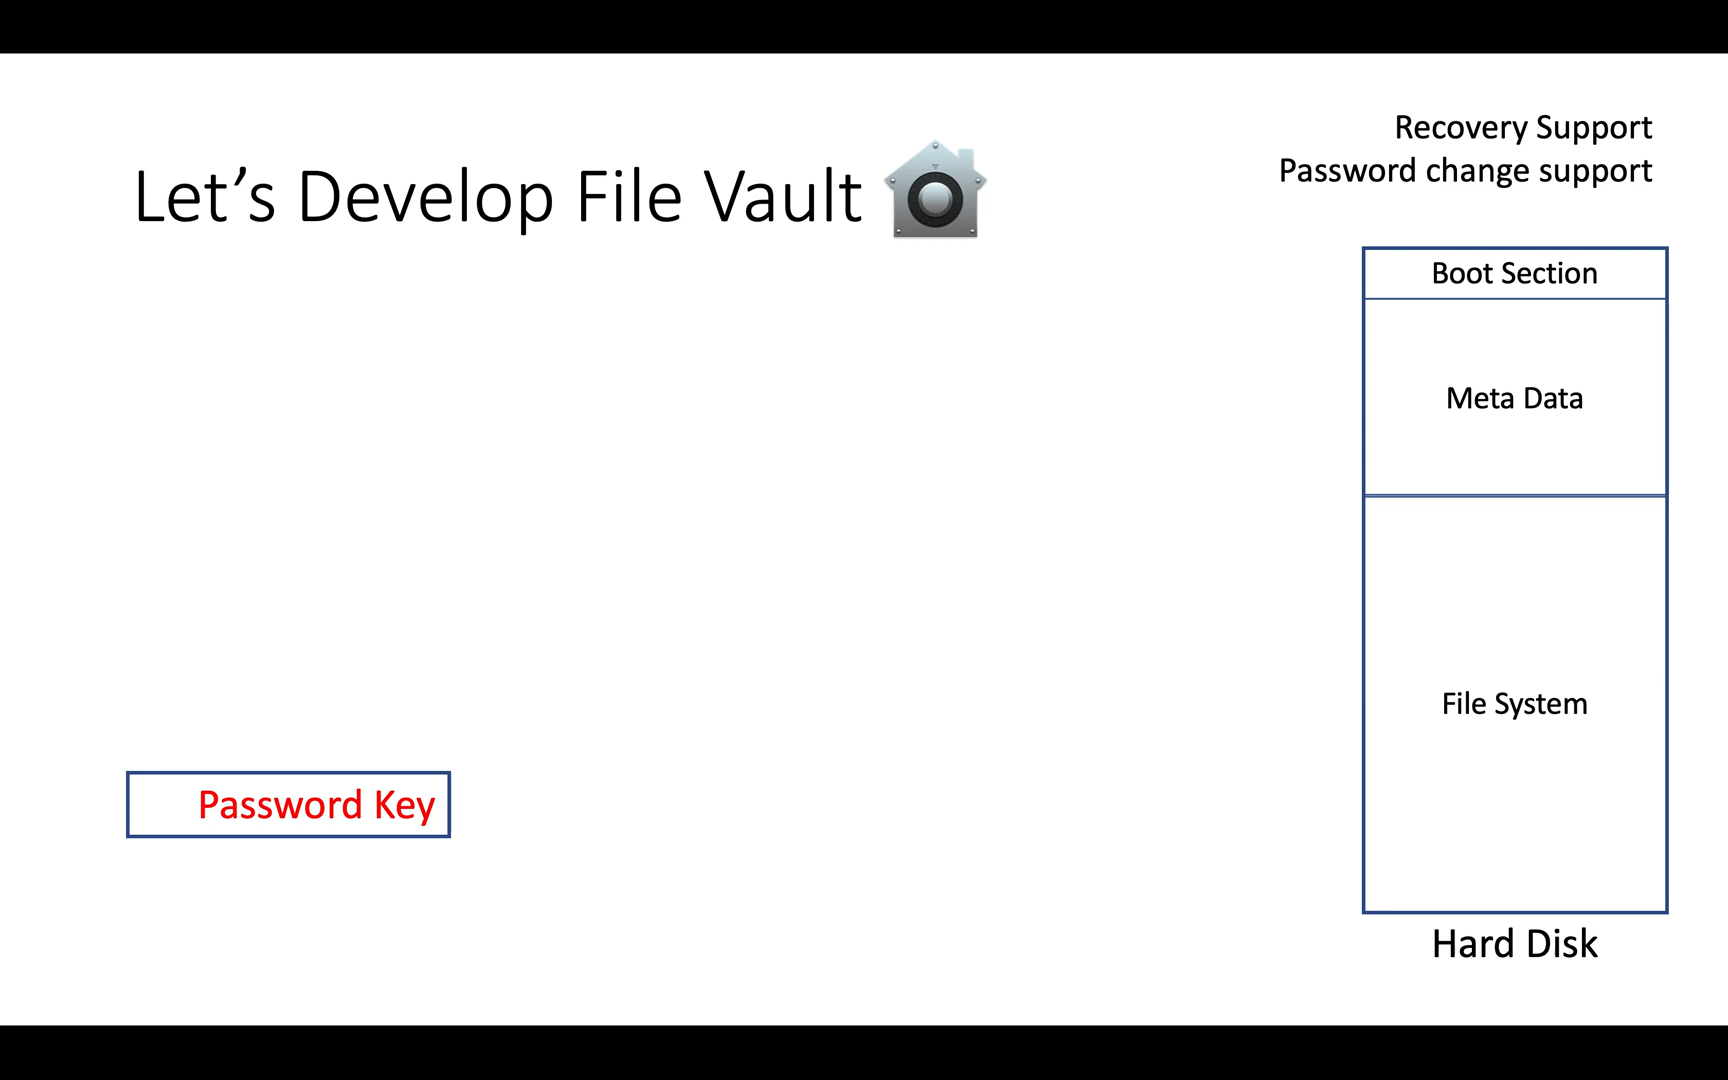 Recovery Support
Password change support
Let’s Develop File Vault
Boot Section
Meta Data
File System
Password Key
Hard Disk